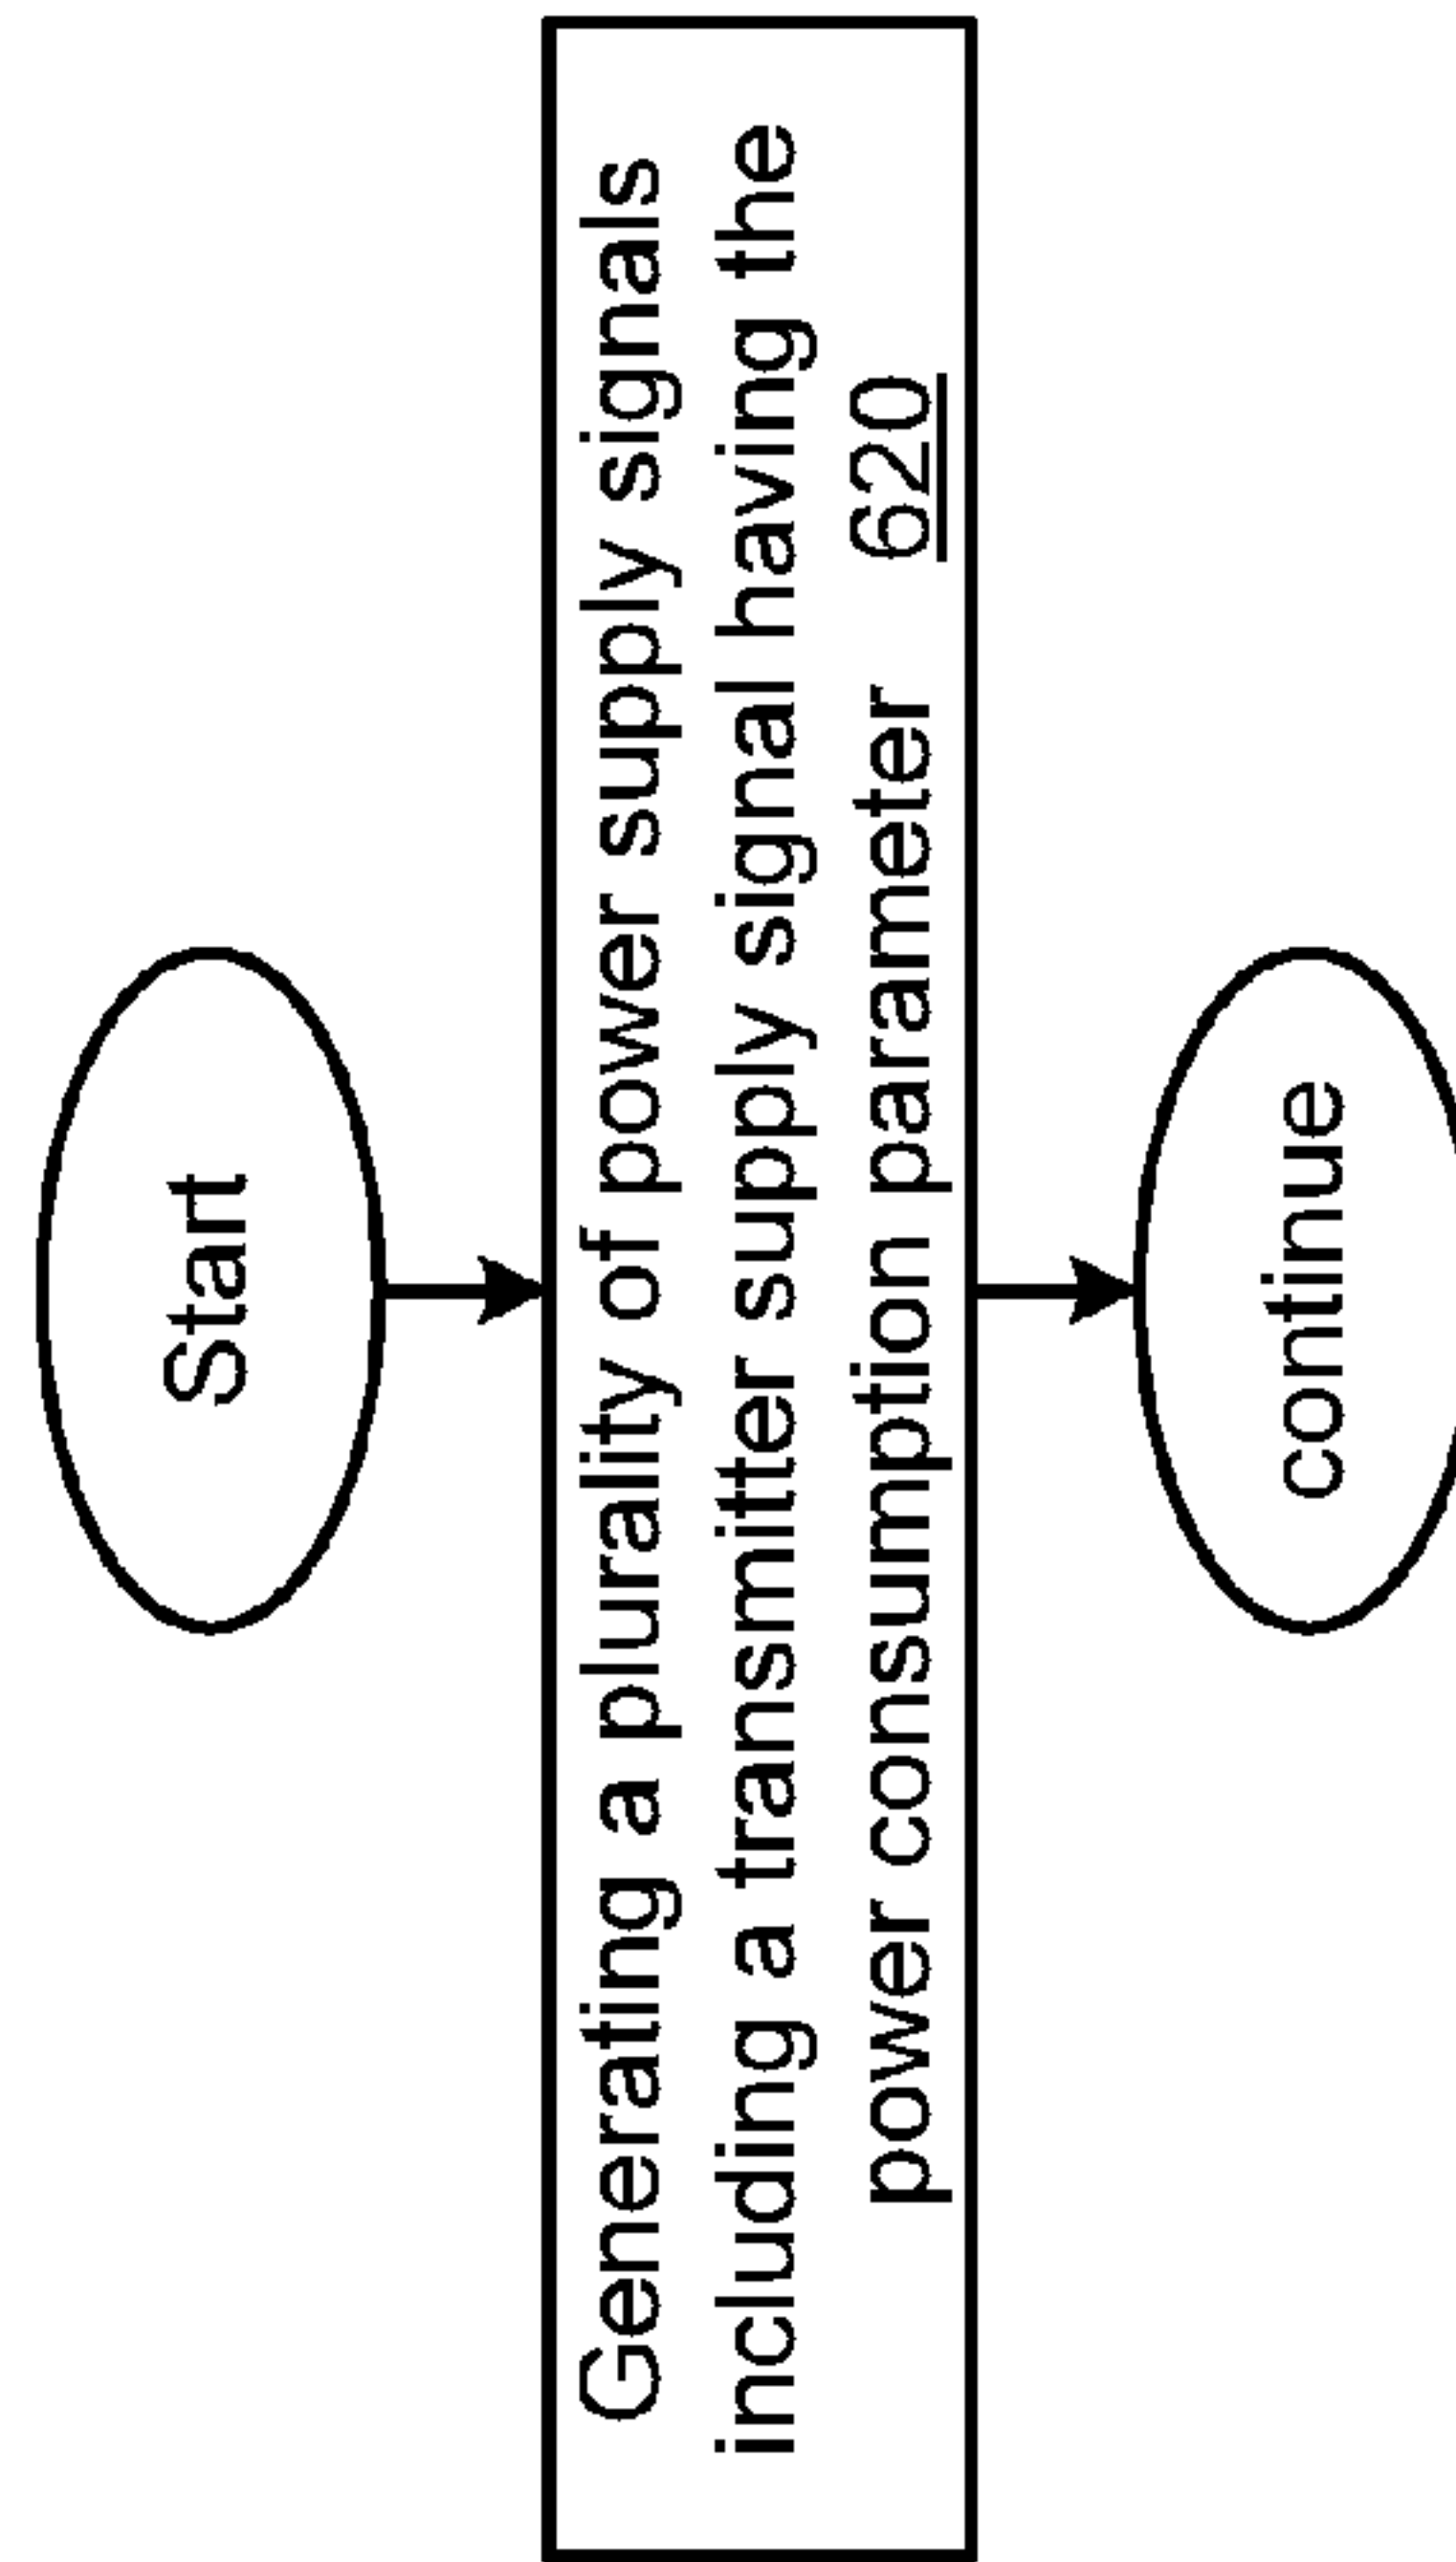 Start
Generating a plurality of power supply signals
including a transmitter supply signal having the
power consumption parameter 620
continue